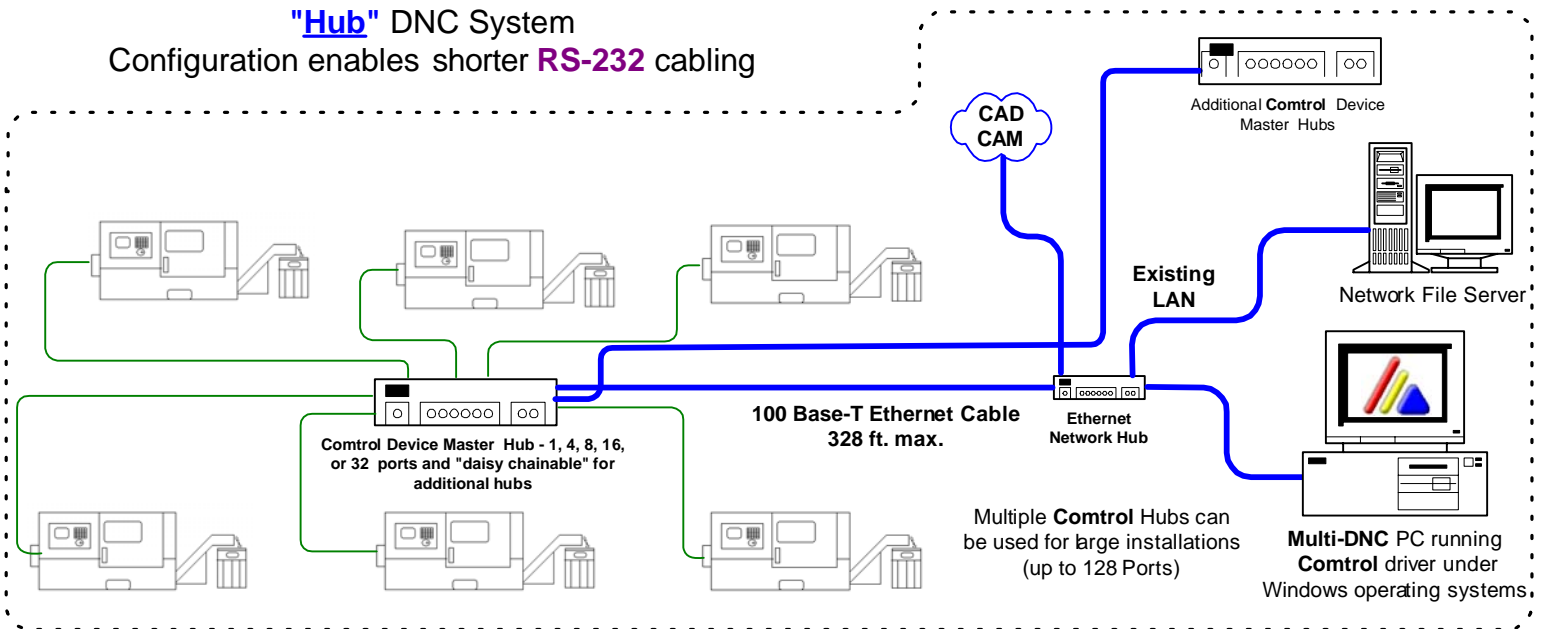 "Hub" DNC System
Configuration enables shorter RS-232 cabling
CAD
CAM
Additional Comtrol Device
Master Hubs
Existing
LAN
Network File Server
100 Base-T Ethernet Cable
328 ft. max.
Ethernet
Network Hub
Comtrol Device Master Hub - 1, 4, 8, 16,
or 32 ports and "daisy chainable" for
additional hubs
Multiple Comtrol Hubs can
be used for large installations
(up to 128 Ports)
Multi-DNC PC running
Comtrol driver under
Windows operating systems